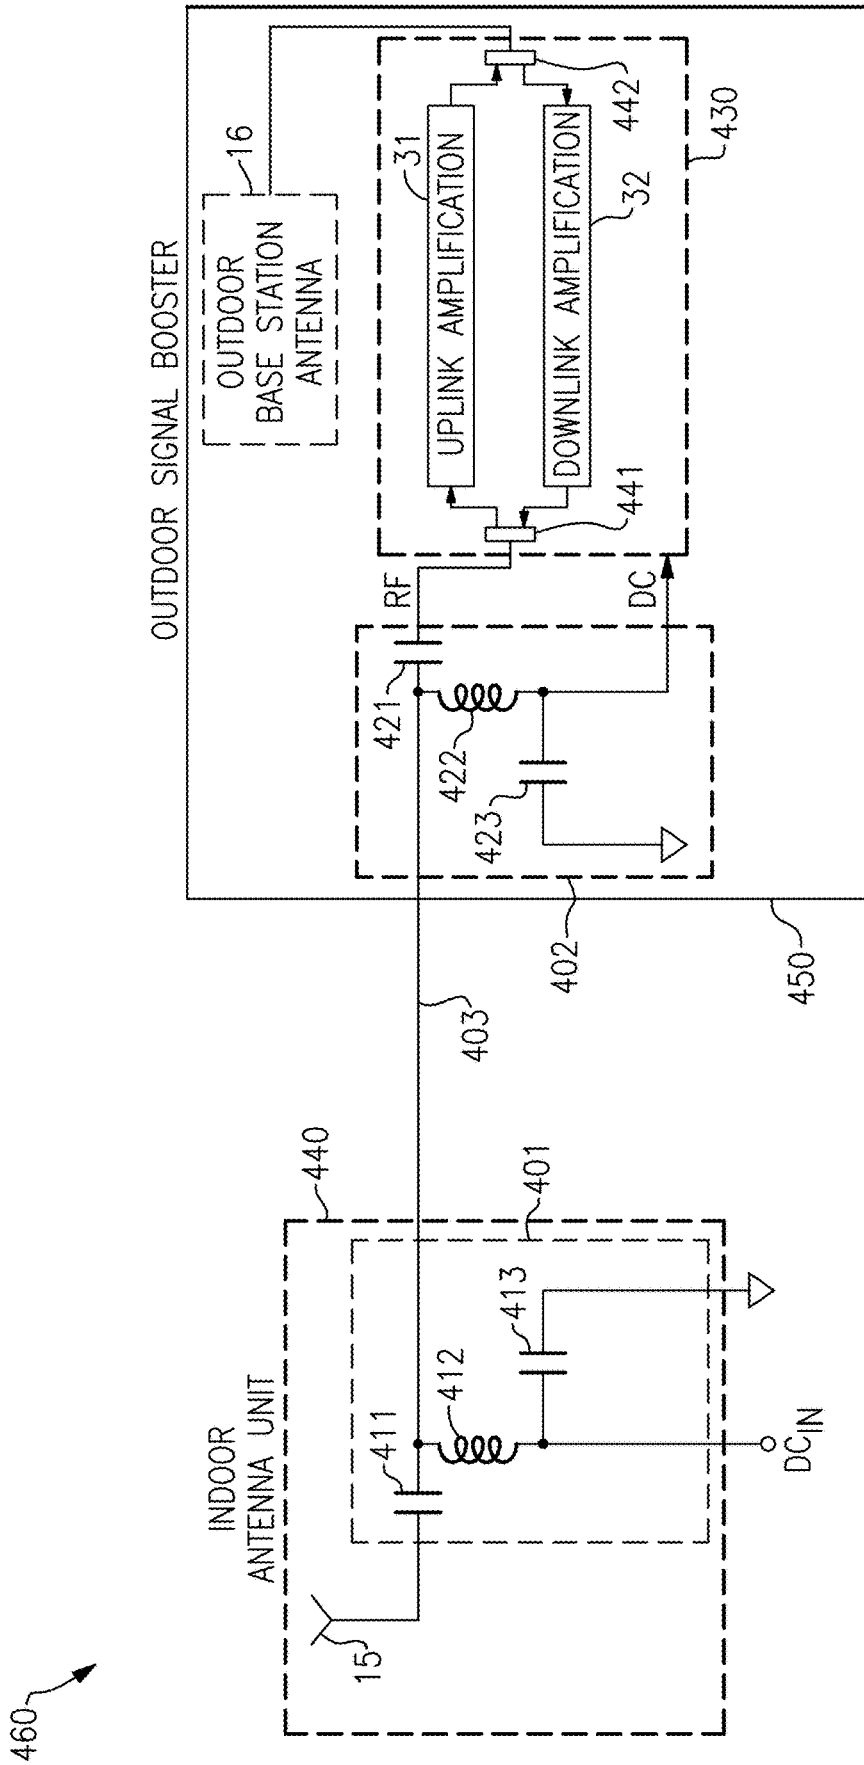 460
INDOOR
ANTENNA UNIT
440
15
411
412
413
401
DC_IN
403
OUTDOOR SIGNAL BOOSTER
OUTDOOR
BASE STATION
ANTENNA
16
421
422
423
402
RF
DC
UPLINK AMPLIFICATION
31
DOWNLINK AMPLIFICATION
32
441
442
430
450